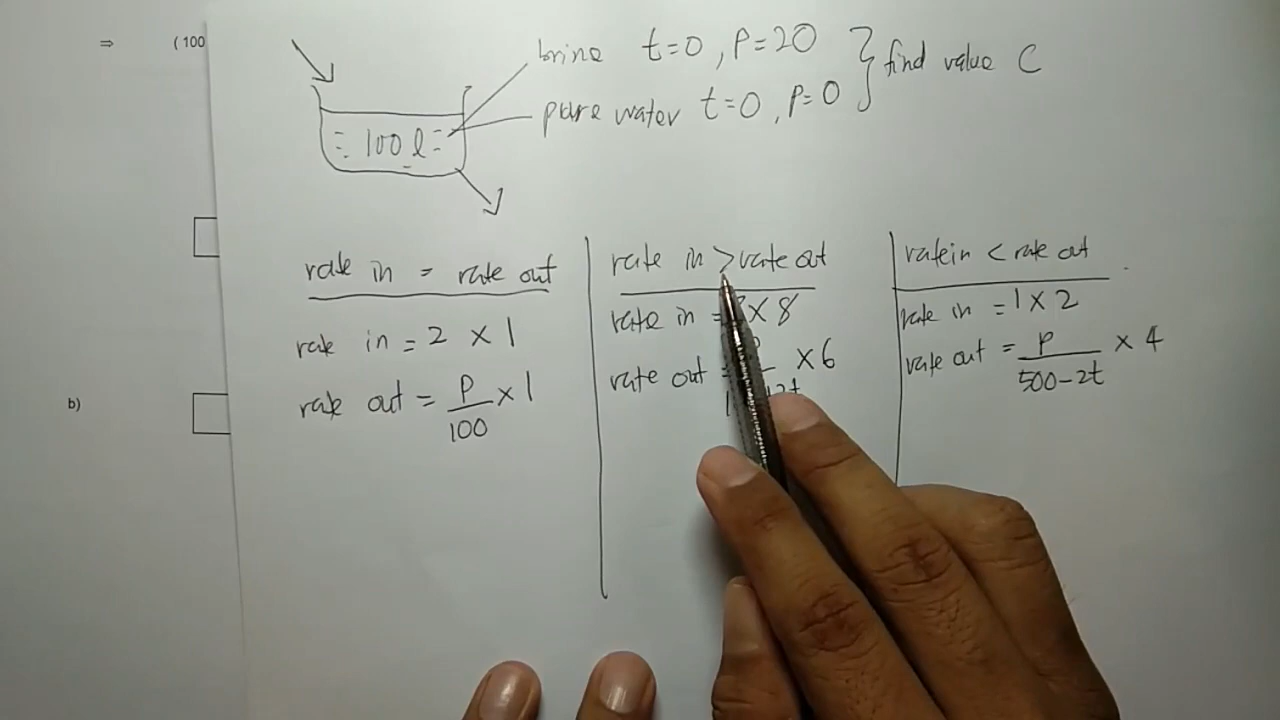 ⇒ (100
brine t=0, P=20
pure water t=0, P=0
} find value C
100 l
rate in = rate out
rate in = 2 × 1
rate out = P/100 × 1
rate in > rate out
rate in = × 8
rate out × 6
rate in < rate out
rate in = 1 × 2
rate out = P/500-2t × 4
b)